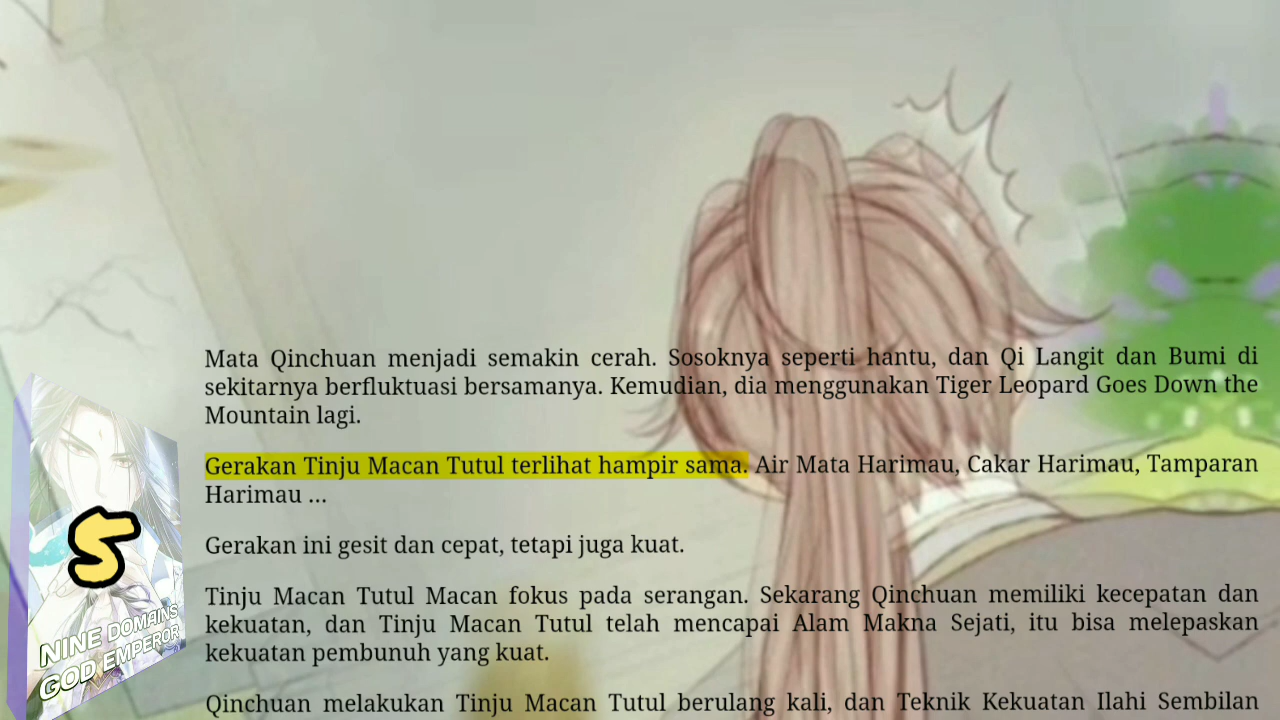 Mata Qinchuan menjadi semakin cerah. Sosoknya seperti hantu, dan Qi Langit dan Bumi di
sekitarnya berfluktuasi bersamanya. Kemudian, dia menggunakan Tiger Leopard Goes Down the
Mountain lagi.
Gerakan Tinju Macan Tutul terlihat hampir sama. Air Mata Harimau, Cakar Harimau, Tamparan
Harimau ...
Gerakan ini gesit dan cepat, tetapi juga kuat.
Tinju Macan Tutul Macan fokus pada serangan. Sekarang Qinchuan memiliki kecepatan dan
kekuatan, dan Tinju Macan Tutul telah mencapai Alam Makna Sejati, itu bisa melepaskan
kekuatan pembunuh yang kuat.
Qinchuan melakukan Tinju Macan Tutul berulang kali, dan Teknik Kekuatan Ilahi Sembilan
5
NINE DOMAINS
GOD EMPEROR